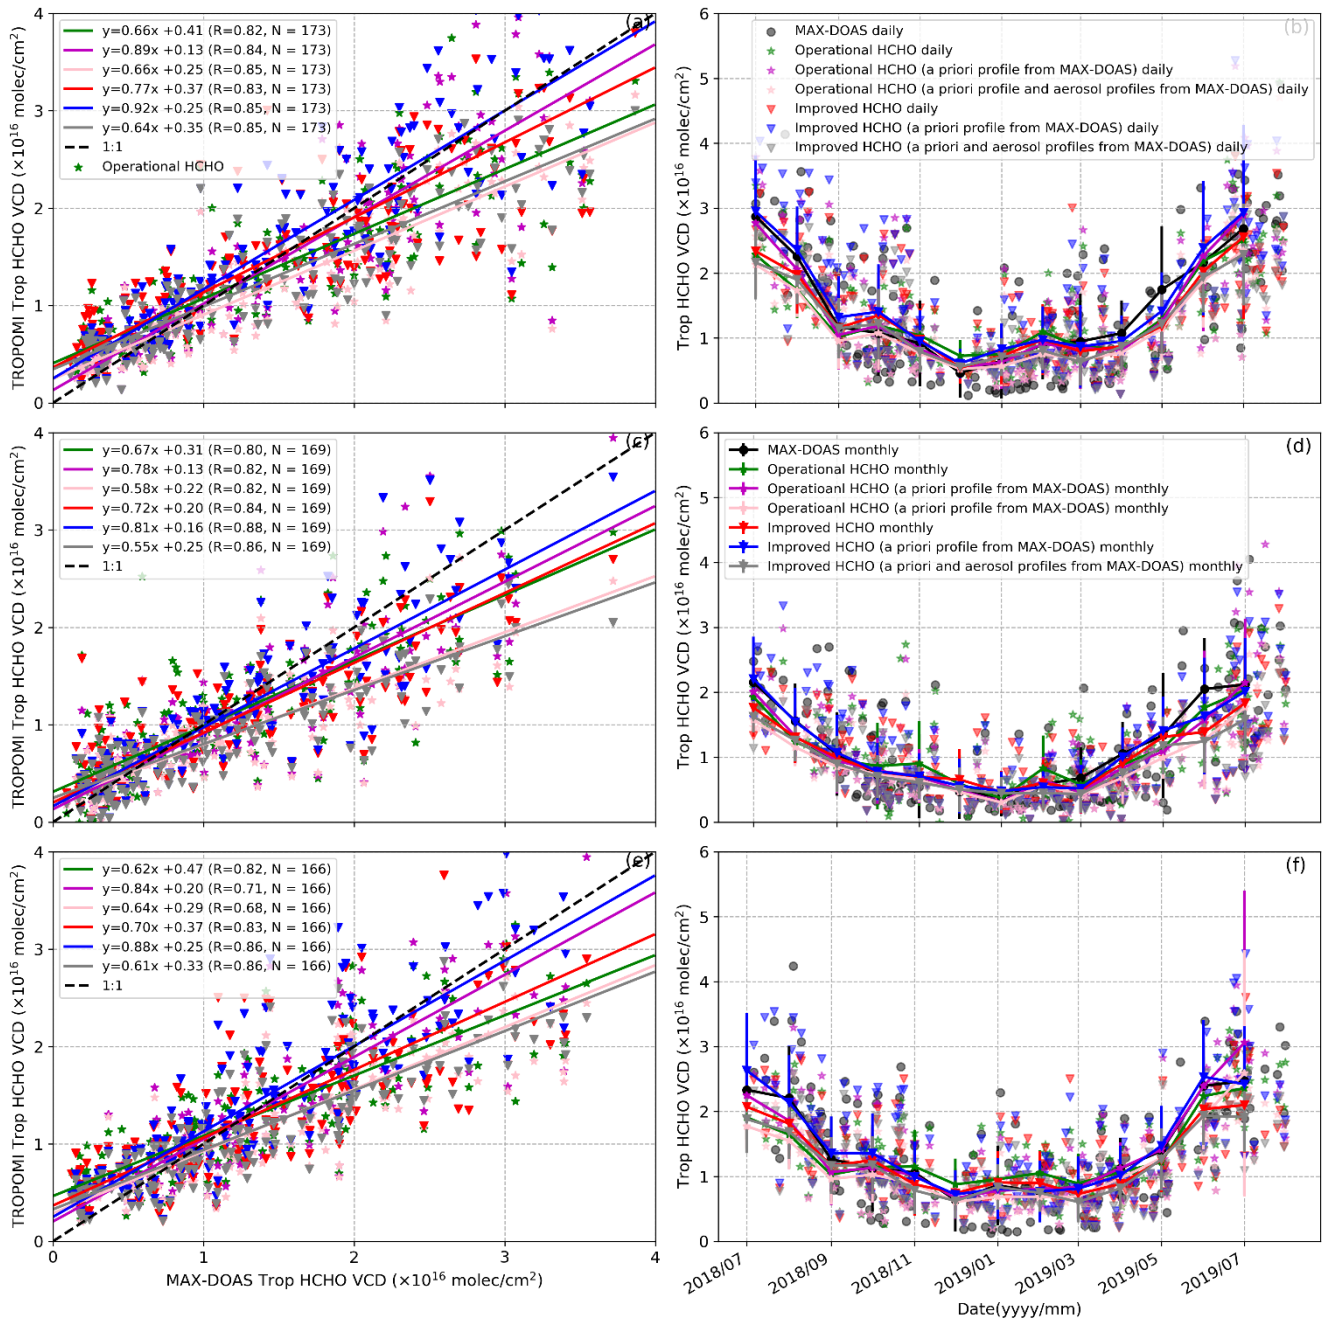 4
3
2
1
0
TROPOMI Trop HCHO VCD (×10¹⁶ molec/cm²)
y=0.66x +0.41 (R=0.82, N = 173)
y=0.89x +0.13 (R=0.84, N = 173)
y=0.66x +0.25 (R=0.85, N = 173)
y=0.77x +0.37 (R=0.83, N = 173)
y=0.92x +0.25 (R=0.85, N = 173)
y=0.64x +0.35 (R=0.85, N = 173)
1:1
Operational HCHO
(a)
6
5
4
3
2
1
0
Trop HCHO VCD (×10¹⁶ molec/cm²)
MAX-DOAS daily
Operational HCHO daily
Operational HCHO (a priori profile from MAX-DOAS) daily
Operational HCHO (a priori profile and aerosol profiles from MAX-DOAS) daily
Improved HCHO daily
Improved HCHO (a priori profile from MAX-DOAS) daily
Improved HCHO (a priori and aerosol profiles from MAX-DOAS) daily
(b)
4
3
2
1
0
TROPOMI Trop HCHO VCD (×10¹⁶ molec/cm²)
y=0.67x +0.31 (R=0.80, N = 169)
y=0.78x +0.13 (R=0.82, N = 169)
y=0.58x +0.22 (R=0.82, N = 169)
y=0.72x +0.20 (R=0.84, N = 169)
y=0.81x +0.16 (R=0.88, N = 169)
y=0.55x +0.25 (R=0.86, N = 169)
1:1
(c)
6
5
4
3
2
1
0
Trop HCHO VCD (×10¹⁶ molec/cm²)
MAX-DOAS monthly
Operational HCHO monthly
Operatioanl HCHO (a priori profile from MAX-DOAS) monthly
Operatioanl HCHO (a priori profile from MAX-DOAS) monthly
Improved HCHO monthly
Improved HCHO (a priori profile from MAX-DOAS) monthly
Improved HCHO (a priori and aerosol profiles from MAX-DOAS) monthly
(d)
4
3
2
1
0
TROPOMI Trop HCHO VCD (×10¹⁶ molec/cm²)
y=0.62x +0.47 (R=0.82, N = 166)
y=0.84x +0.20 (R=0.71, N = 166)
y=0.64x +0.29 (R=0.68, N = 166)
y=0.70x +0.37 (R=0.83, N = 166)
y=0.88x +0.25 (R=0.86, N = 166)
y=0.61x +0.33 (R=0.86, N = 166)
1:1
(e)
0 1 2 3 4
MAX-DOAS Trop HCHO VCD (×10¹⁶ molec/cm²)
6
5
4
3
2
1
0
Trop HCHO VCD (×10¹⁶ molec/cm²)
(f)
2018/07 2018/09 2018/11 2019/01 2019/03 2019/05 2019/07
Date(yyyy/mm)